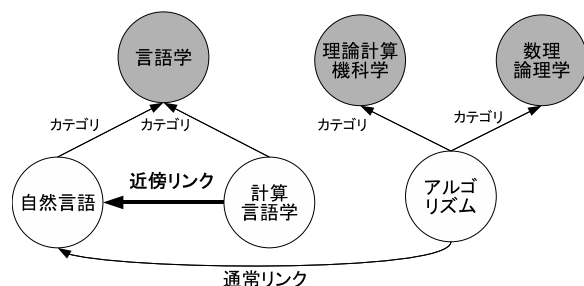 言語学
理論計算
機科学
数理
論理学
カテゴリ
カテゴリ
カテゴリ
カテゴリ
自然言語
近傍リンク
計算
言語学
アルゴ
リズム
通常リンク